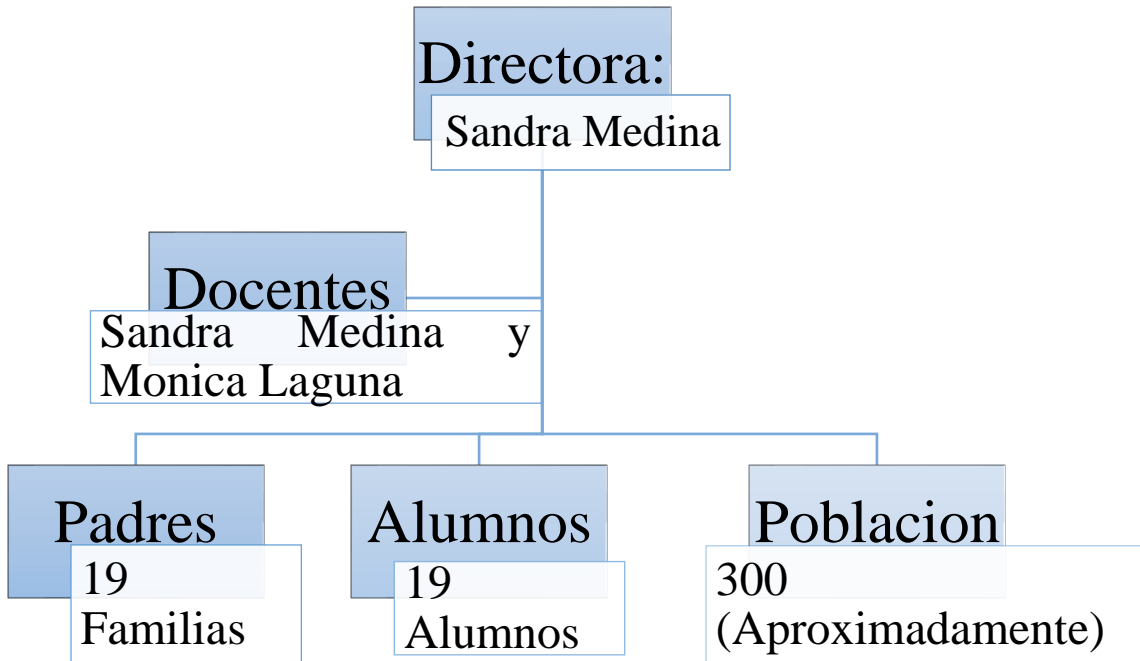 Directora:
Sandra Medina
Docentes
Sandra Medina y
Monica Laguna
Padres
19
Familias
Alumnos
19
Alumnos
Poblacion
300
(Aproximadamente)